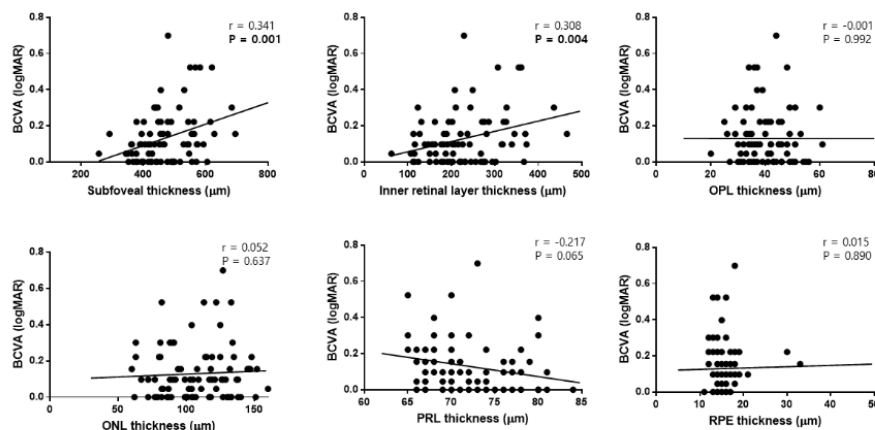 r = 0.341
P = 0.001
BCVA (logMAR)
0.8
0.6
0.4
0.2
0.0
200 400 600 800
Subfoveal thickness (μm)
r = 0.308
P = 0.004
BCVA (logMAR)
0.8
0.6
0.4
0.2
0.0
0 100 200 300 400 500
Inner retinal layer thickness (μm)
r = -0.001
P = 0.992
BCVA (logMAR)
0.8
0.6
0.4
0.2
0.0
0 20 40 60 80
OPL thickness (μm)
r = 0.052
P = 0.637
BCVA (logMAR)
0.8
0.6
0.4
0.2
0.0
0 50 100 150
ONL thickness (μm)
r = -0.217
P = 0.065
BCVA (logMAR)
0.8
0.6
0.4
0.2
0.0
60 65 70 75 80 85
PRL thickness (μm)
r = 0.015
P = 0.890
BCVA (logMAR)
0.8
0.6
0.4
0.2
0.0
0 10 20 30 40 50
RPE thickness (μm)